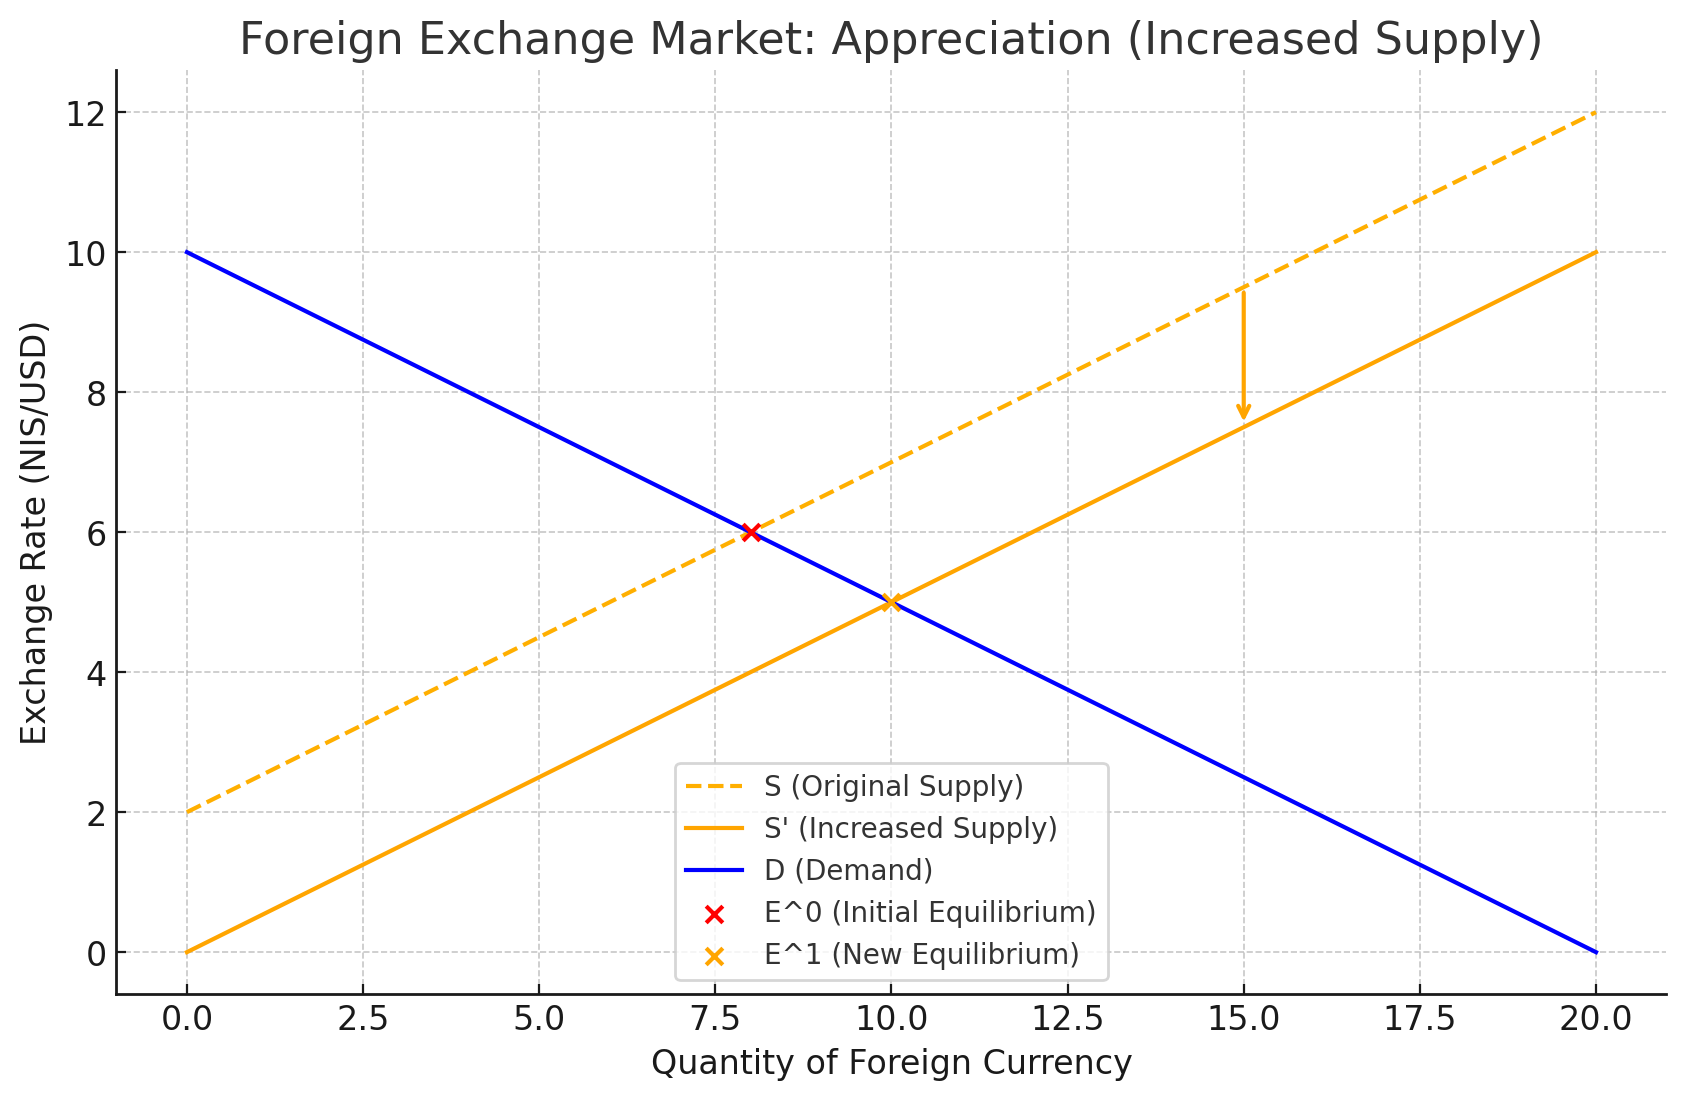 Foreign Exchange Market: Appreciation (Increased Supply)
12
10
8
6
4
2
0
Exchange Rate (NIS/USD)
S (Original Supply)
S' (Increased Supply)
D (Demand)
E^0 (Initial Equilibrium)
E^1 (New Equilibrium)
0.0 2.5 5.0 7.5 10.0 12.5 15.0 17.5 20.0
Quantity of Foreign Currency